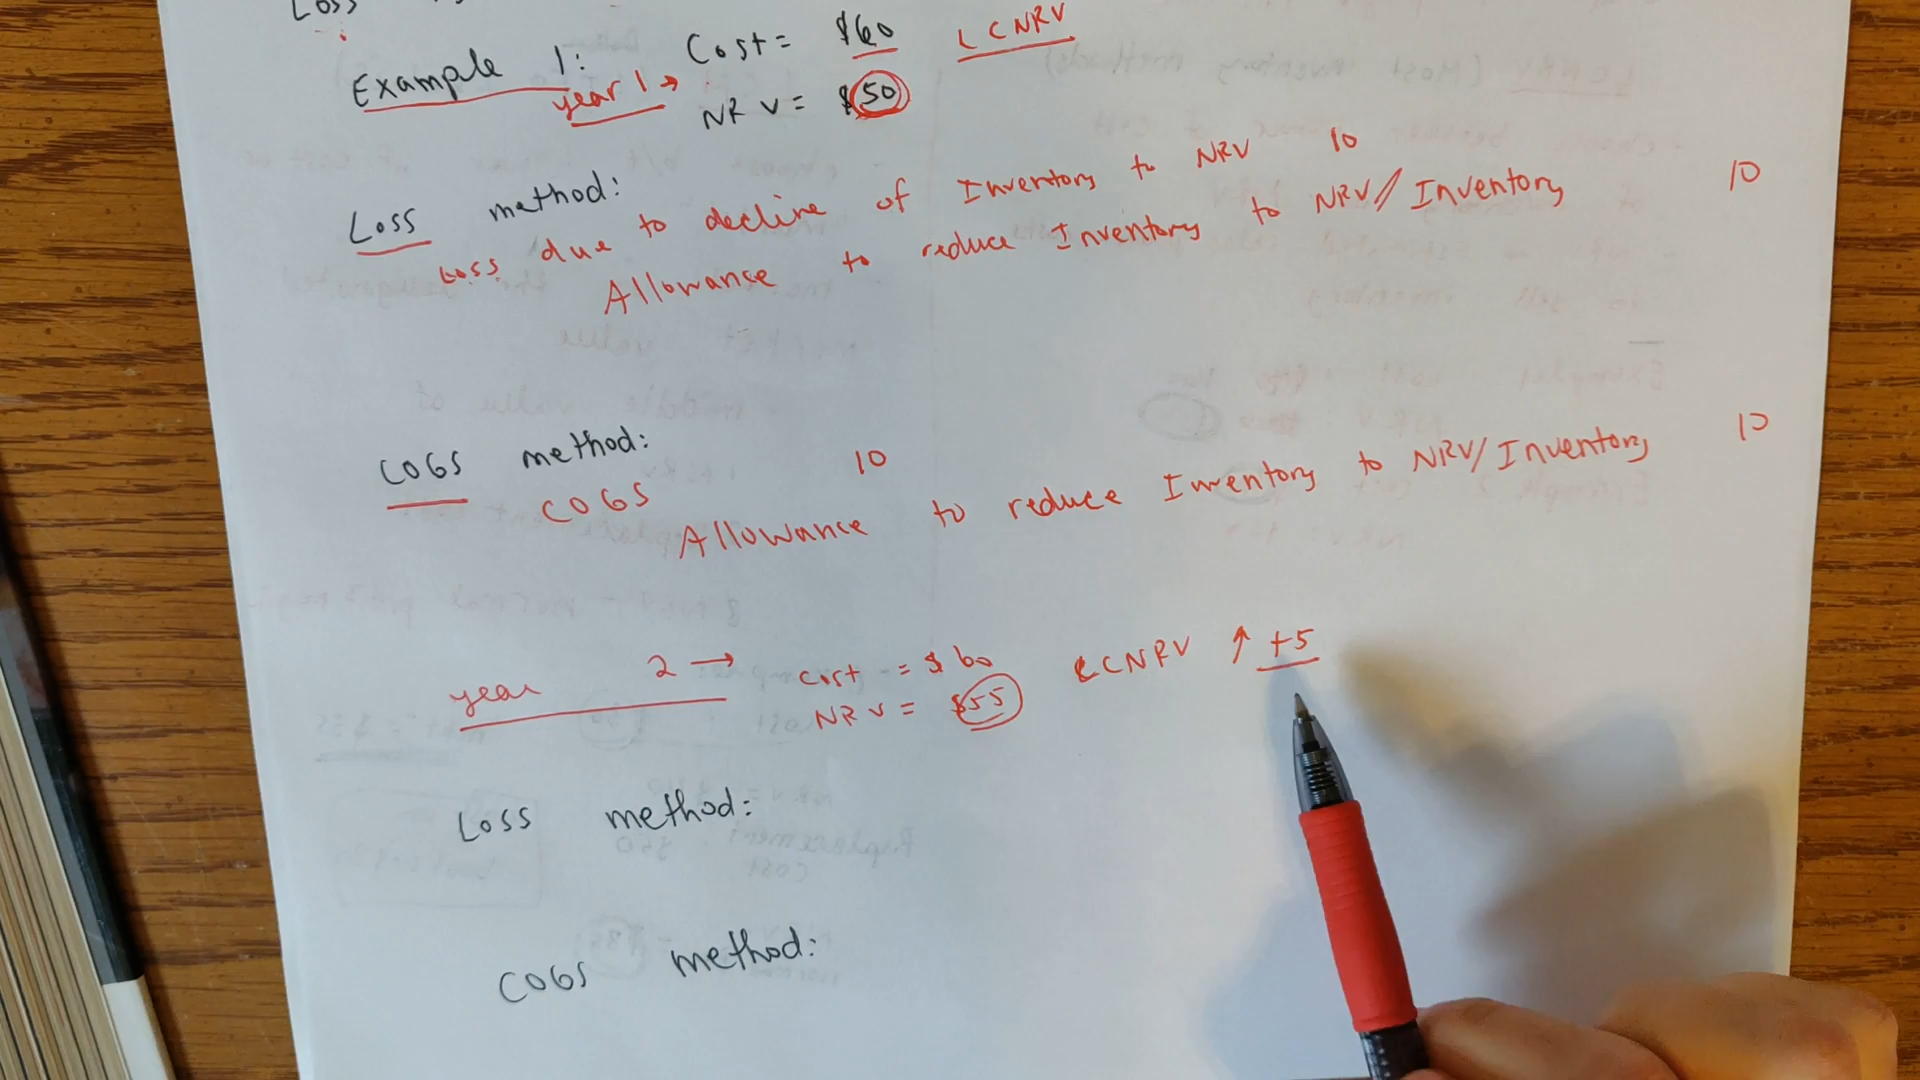 Loss
Example 1: Cost = $60 LCNRV
year 1 → NRV = $50
Loss method:
Loss due to decline of Inventory to NRV 10
Allowance to reduce Inventory to NRV/Inventory 10
COGS method:
COGS 10
Allowance to reduce Inventory to NRV/Inventory 10
year 2 → Cost = $60 LCNRV ↑ +5
NRV = $55
Loss method:
COGS method: